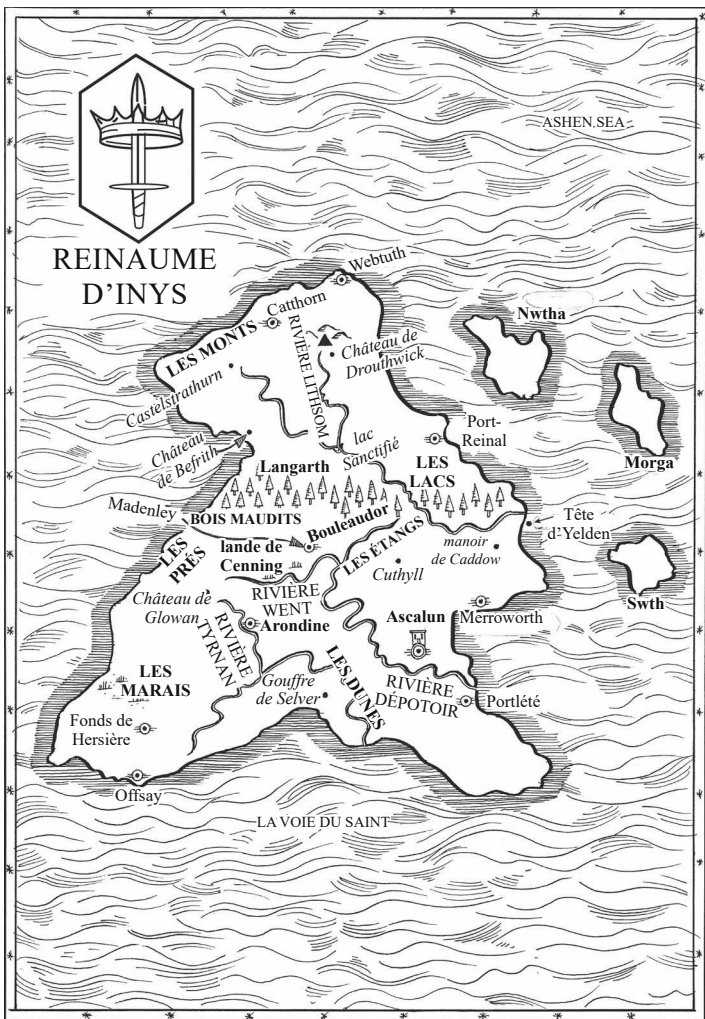 ASHEN SEA
REINAUME
D'INYS
Webtuth
Catthorn
Nwtha
LES MONTS
RIVIÈRE LITHSOM
Château de
Drouthwick
Castelstrathurn
Port-
Reinal
Château
de Befrith
lac
Sanctifié
Morga
Langarth
LES
LACS
Madenley
BOIS MAUDITS
Bouleaudor
Tête
d'Yelden
LES
PRÈS
lande de
Cenning
LES ÉTANGS
manoir
de Caddow
Cuthyll
Château de
Glowan
RIVIÈRE
WENT
Swth
Arondine
Ascalun
Merroworth
RIVIÈRE
TYRNAN
LES
MARAIS
Gouffre
de Selver
LES DUNES
RIVIÈRE
DÉPOTOIR
Portlété
Fonds de
Hersière
Offsay
LA VOIE DU SAINT